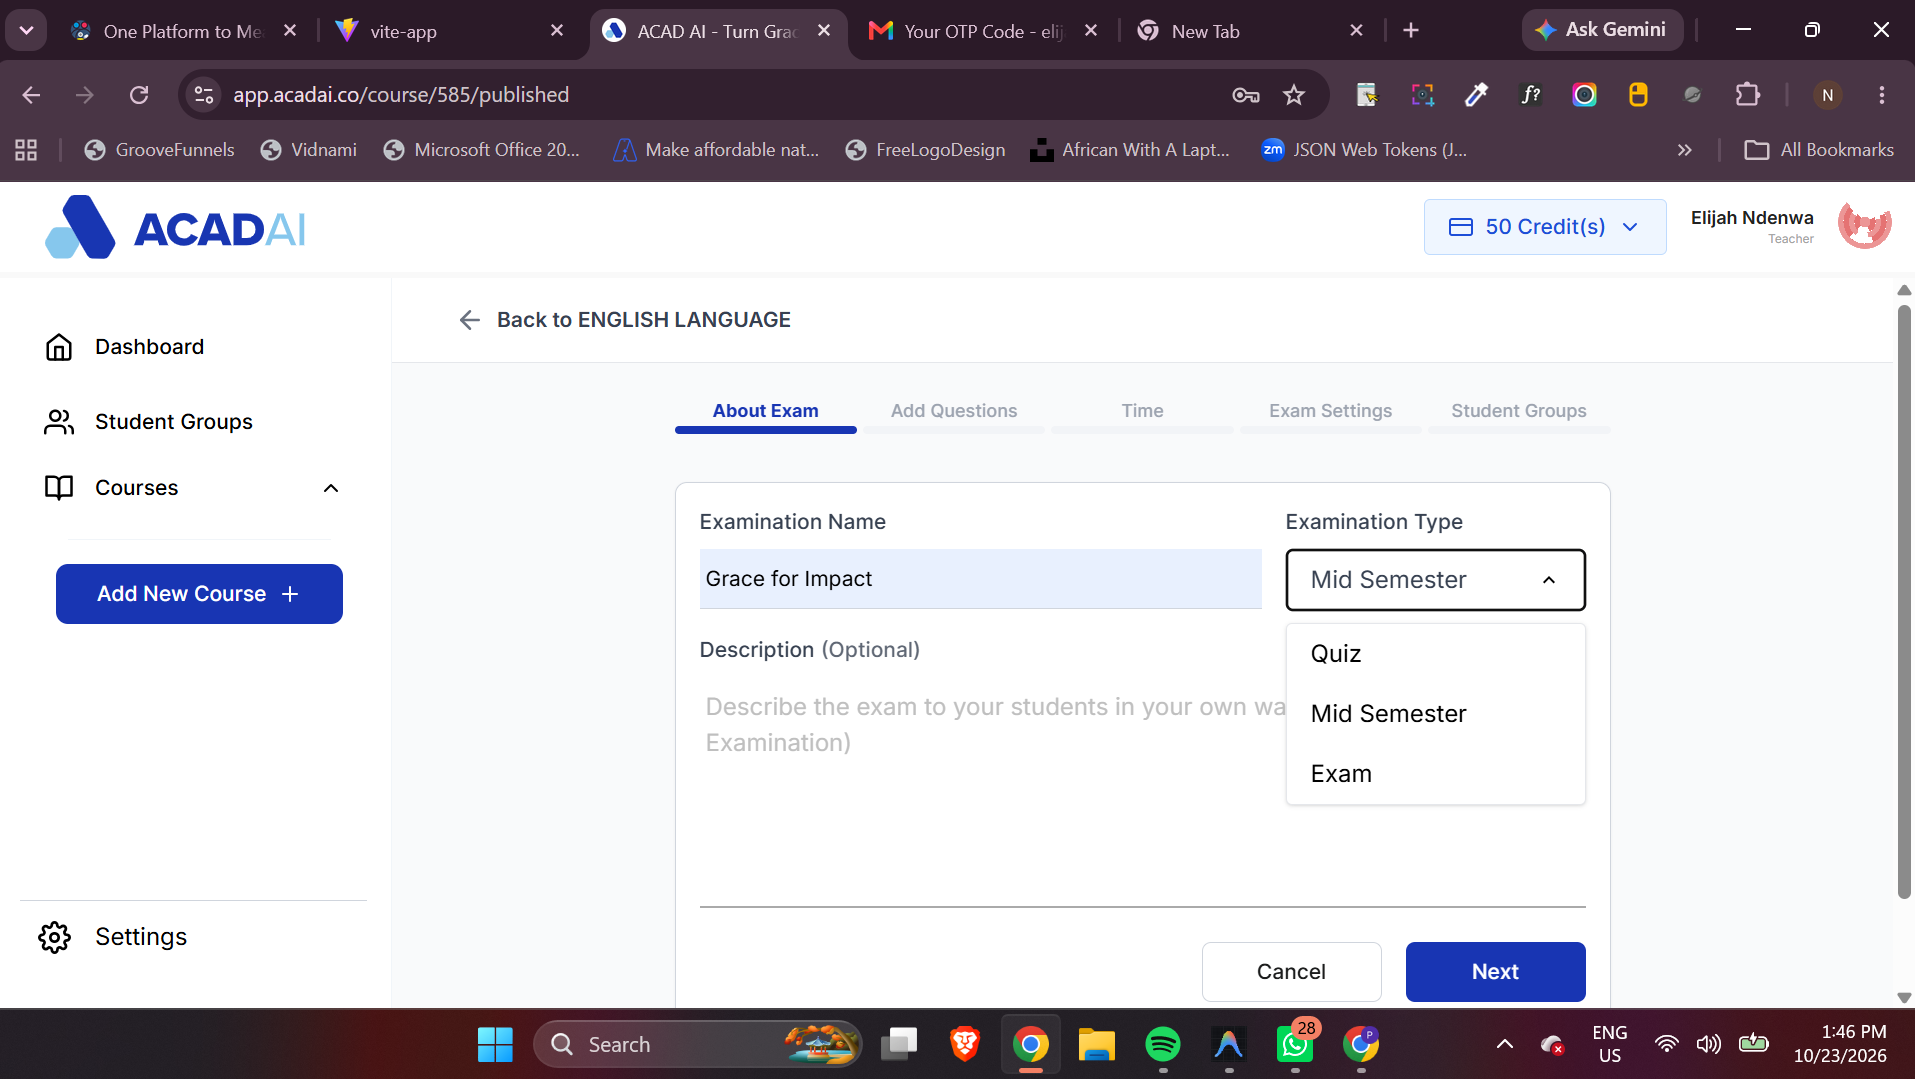 One Platform to Me
vite-app
ACAD AI - Turn Grac
Your OTP Code - elij
New Tab
Ask Gemini
app.acadai.co/course/585/published
f?
N
GrooveFunnels
Vidnami
Microsoft Office 20...
Make affordable nat...
FreeLogoDesign
African With A Lapt...
zm
JSON Web Tokens (J...
All Bookmarks
ACADAI
50 Credit(s)
Elijah Ndenwa
Teacher
Dashboard
Student Groups
Courses
Add New Course +
Settings
Back to ENGLISH LANGUAGE
About Exam
Add Questions
Time
Exam Settings
Student Groups
Examination Name
Grace for Impact
Examination Type
Mid Semester
Quiz
Mid Semester
Exam
Description (Optional)
Describe the exam to your students in your own wa
Examination)
Cancel
Next
Search
28
P
ENG
US
1:46 PM
10/23/2026